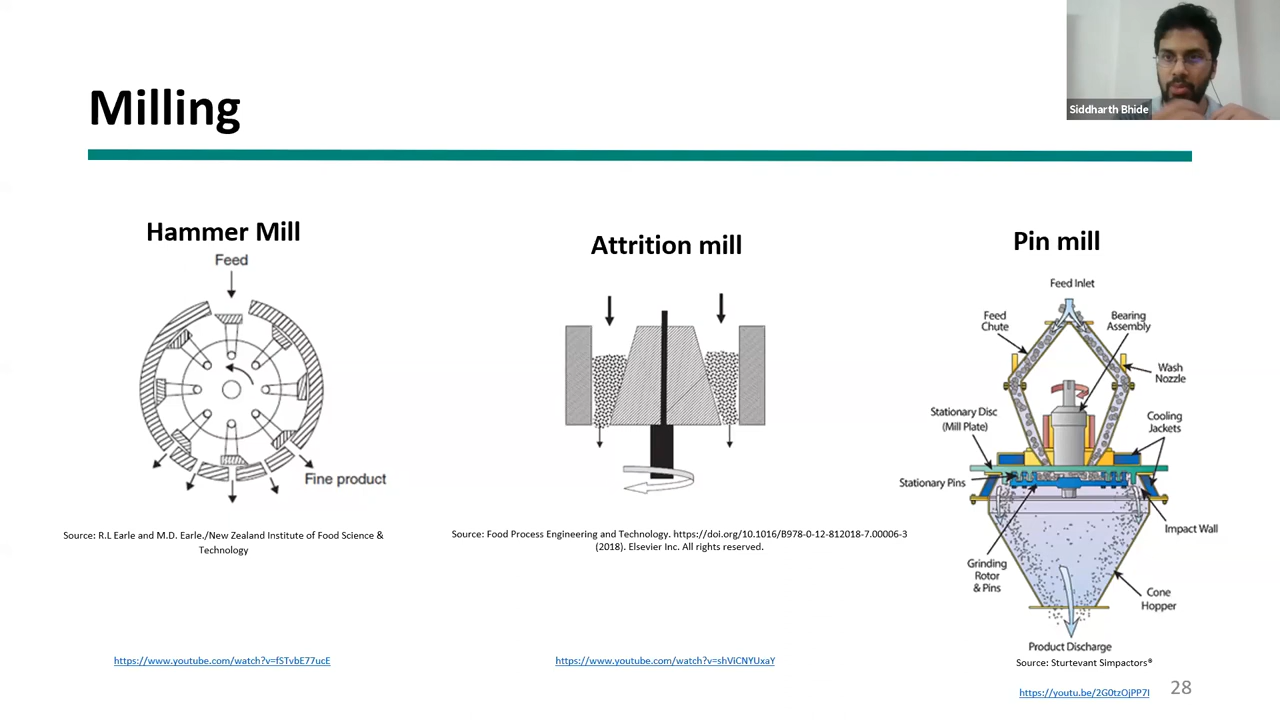 Siddharth Bhide
Milling
Hammer Mill
Feed
Fine product
Source: R.L Earle and M.D. Earle./New Zealand Institute of Food Science &
Technology
https://www.youtube.com/watch?v=fSTvbE77ucE
Attrition mill
Source: Food Process Engineering and Technology. https://doi.org/10.1016/B978-0-12-812018-7.00006-3
(2018). Elsevier Inc. All rights reserved.
https://www.youtube.com/watch?v=shViCNYUxaY
Pin mill
Feed Inlet
Feed
Chute
Bearing
Assembly
Wash
Nozzle
Stationary Disc
(Mill Plate)
Cooling
Jackets
Stationary Pins
Impact Wall
Grinding
Rotor
& Pins
Cone
Hopper
Product Discharge
Source: Sturtevant Simpactors®
https://youtu.be/2G0tzOjPP7I
28